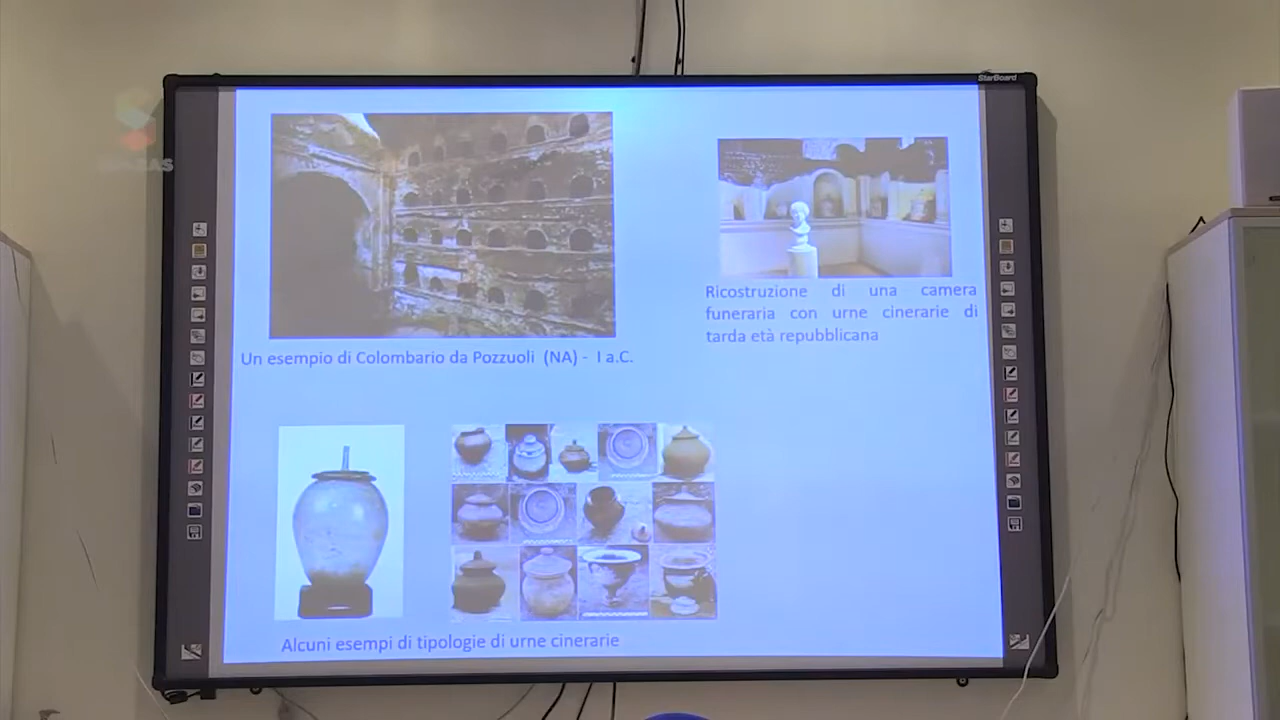 StarBoard
Un esempio di Colombario da Pozzuoli (NA) - I a.C.
Ricostruzione di una camera
funeraria con urne cinerarie di
tarda età repubblicana
Alcuni esempi di tipologie di urne cinerarie